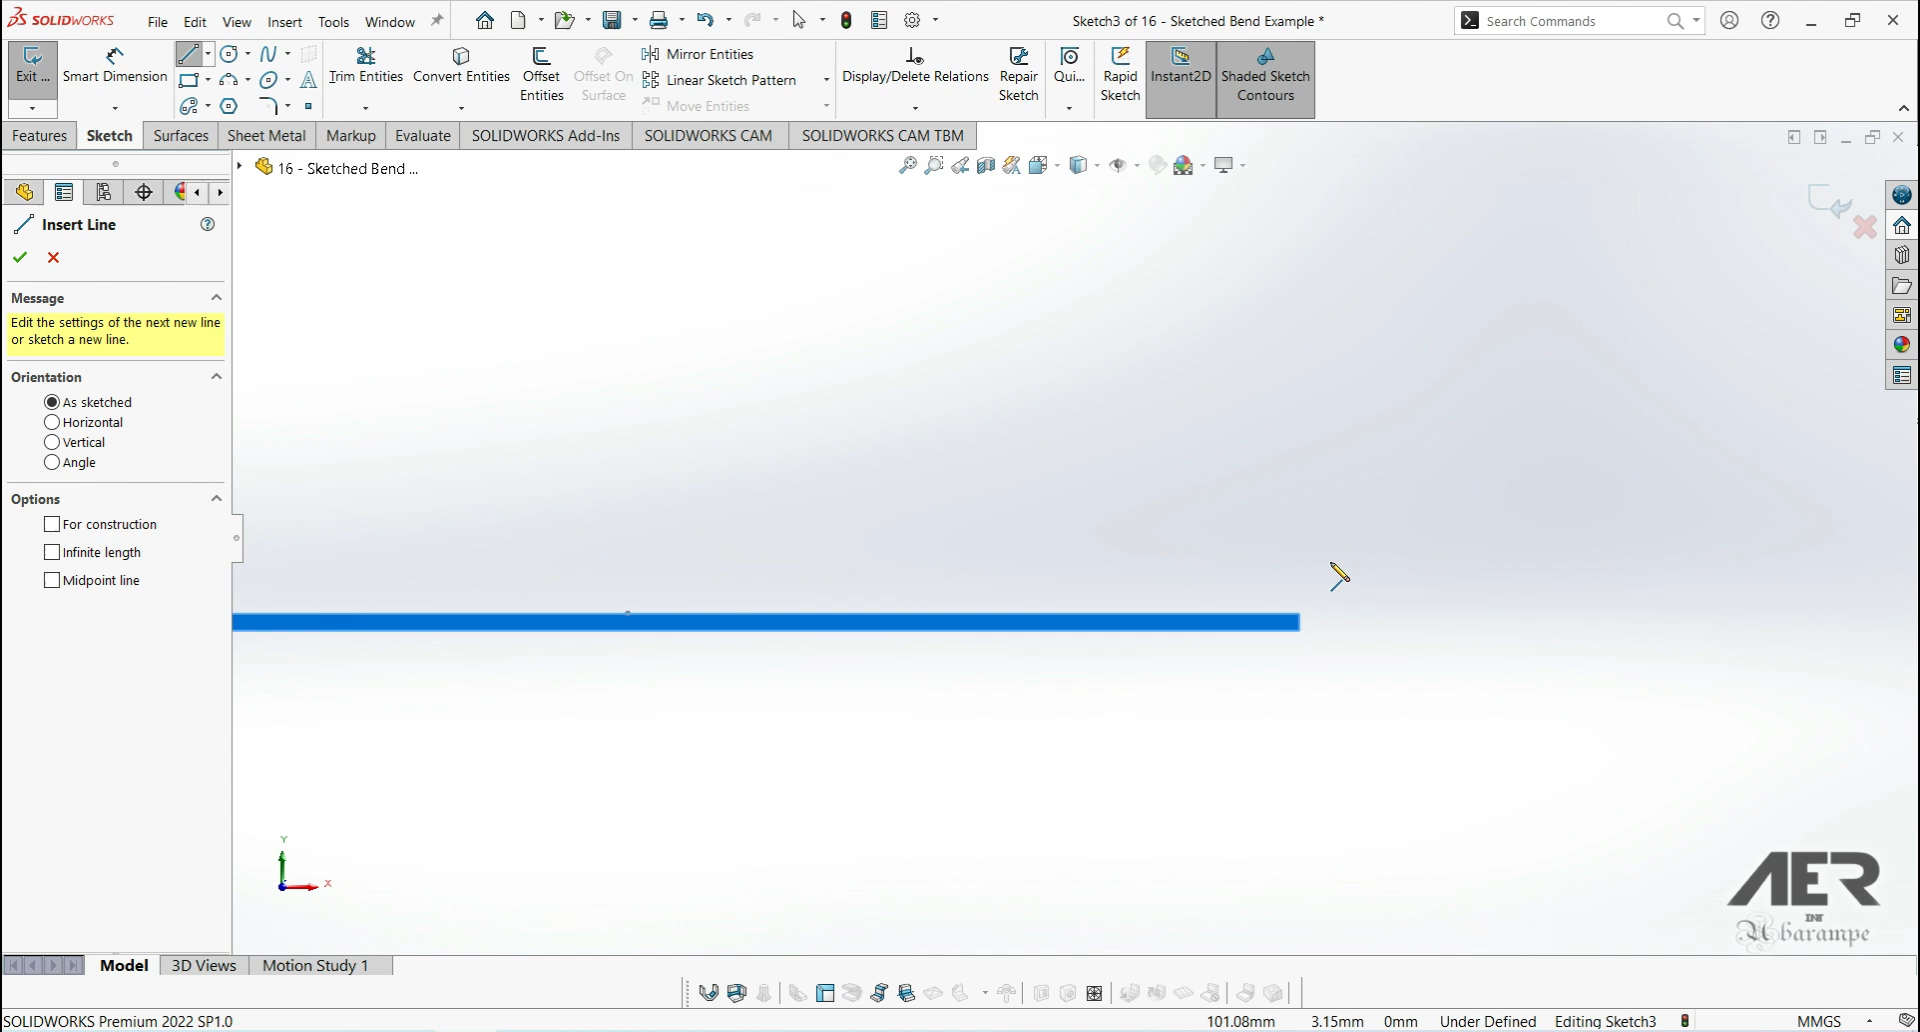 SOLIDWORKS
File Edit View Insert Tools Window
Sketch3 of 16 - Sketched Bend Example *
Search Commands
Exit ...
Smart Dimension
Trim Entities
Convert Entities
Offset Entities
Offset On Surface
Mirror Entities
Linear Sketch Pattern
Move Entities
Display/Delete Relations
Repair Sketch
Qui...
Rapid Sketch
Instant2D
Shaded Sketch Contours
Features Sketch Surfaces Sheet Metal Markup Evaluate SOLIDWORKS Add-Ins SOLIDWORKS CAM SOLIDWORKS CAM TBM
16 - Sketched Bend ...
Insert Line
Message
Edit the settings of the next new line
or sketch a new line.
Orientation
As sketched
Horizontal
Vertical
Angle
Options
For construction
Infinite length
Midpoint line
Y
X
AER
INT
Abarampe
Model 3D Views Motion Study 1
SOLIDWORKS Premium 2022 SP1.0
101.08mm 3.15mm 0mm Under Defined Editing Sketch3 MMGS